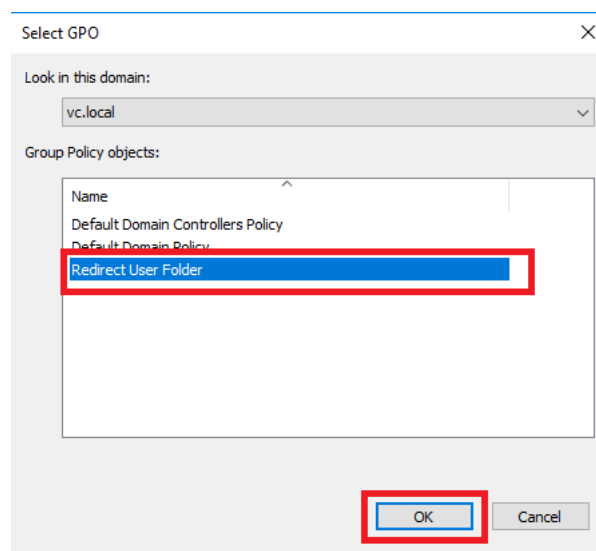 Select GPO
Look in this domain:
vc.local
Group Policy objects:
Name
Default Domain Controllers Policy
Default Domain Policy
Redirect User Folder
OK Cancel